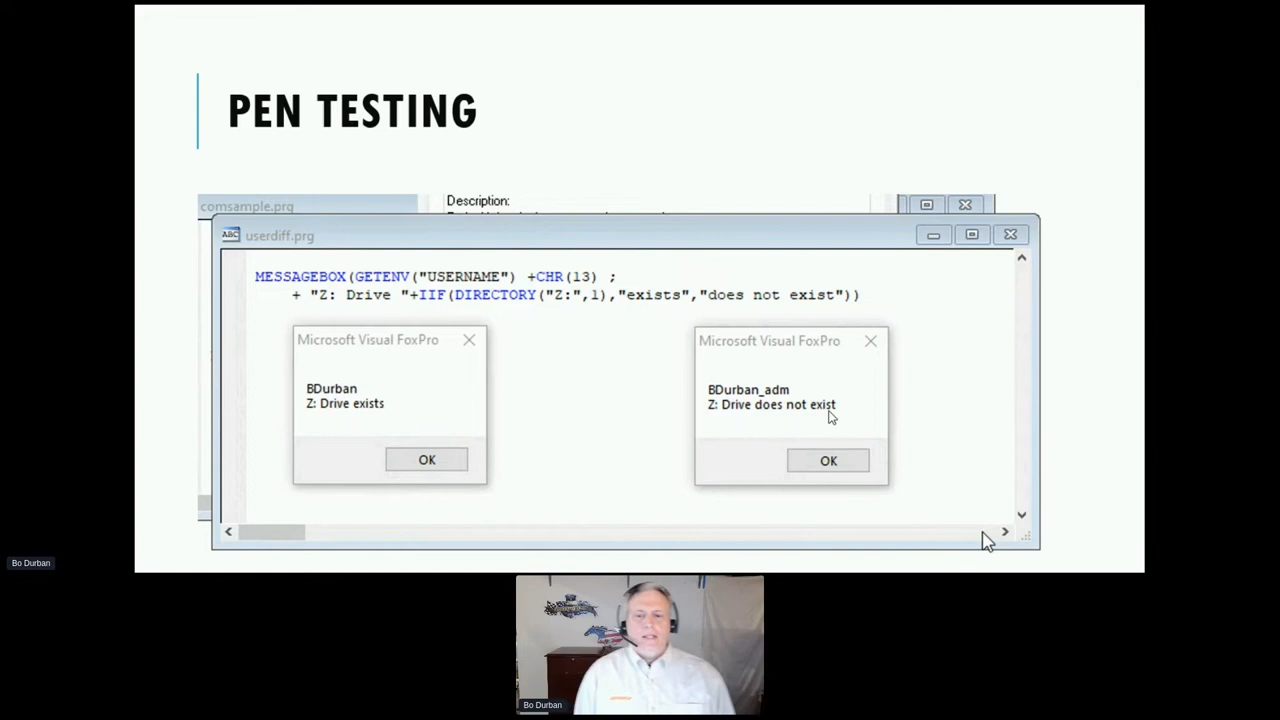 PEN TESTING
Description:
comsample.prg
ABC
userdiff.prg
MESSAGEBOX(GETENV("USERNAME") +CHR(13) ;
+ "Z: Drive "+IIF(DIRECTORY("Z:",1),"exists","does not exist"))
Microsoft Visual FoxPro
BDurban
Z: Drive exists
OK
Microsoft Visual FoxPro
BDurban_adm
Z: Drive does not exist
OK
Bo Durban
Bo Durban